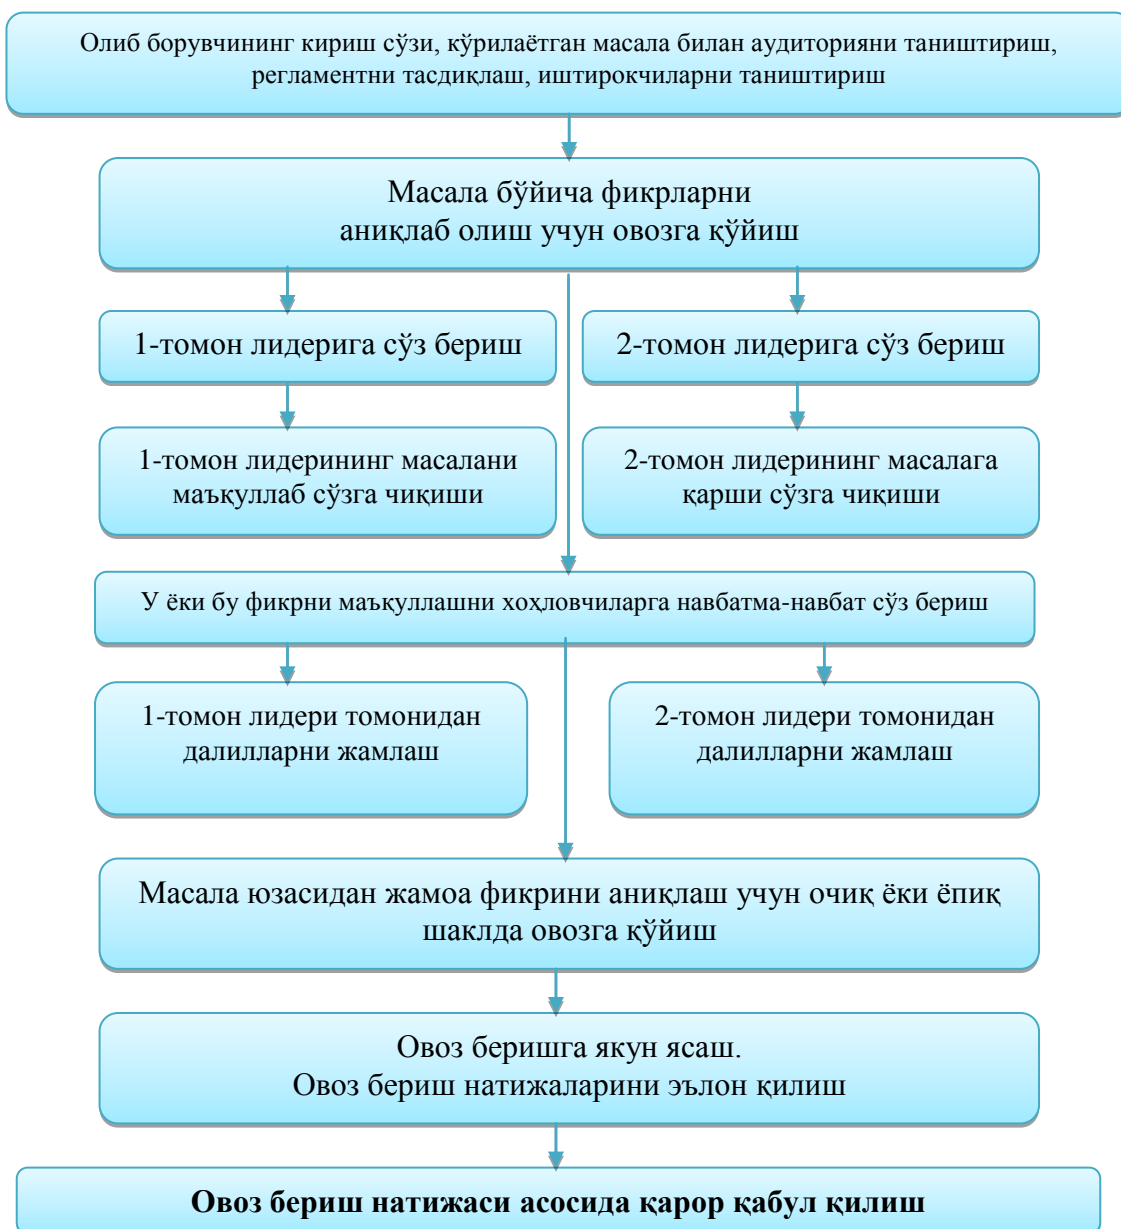 Олиб борувчининг кириш сўзи, кўрилаётган масала билан аудиторияни таништириш,
регламентни тасдиқлаш, иштирокчиларни таништириш
Масала бўйича фикрларни
аниқлаб олиш учун овозга қўйиш
1-томон лидерига сўз бериш
2-томон лидерига сўз бериш
1-томон лидерининг масалани
маъқуллаб сўзга чиқиши
2-томон лидерининг масалага
қарши сўзга чиқиши
У ёки бу фикрни маъқуллашни хоҳловчиларга навбатма-навбат сўз бериш
1-томон лидери томонидан
далилларни жамлаш
2-томон лидери томонидан
далилларни жамлаш
Масала юзасидан жамоа фикрини аниқлаш учун очиқ ёки ёпиқ
шаклда овозга қўйиш
Овоз беришга якун ясаш.
Овоз бериш натижаларини эълон қилиш
Овоз бериш натижаси асосида қарор қабул қилиш